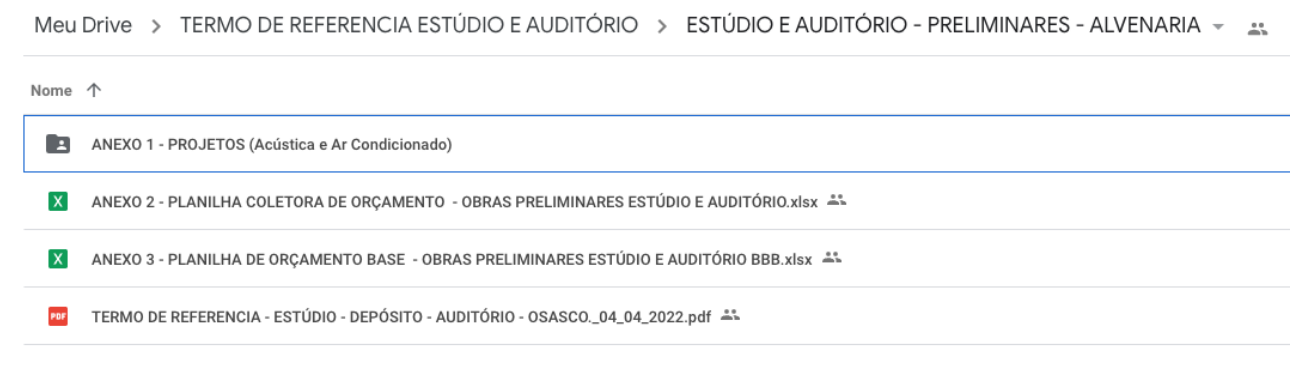 Meu Drive > TERMO DE REFERENCIA ESTÚDIO E AUDITÓRIO > ESTÚDIO E AUDITÓRIO - PRELIMINARES - ALVENARIA
Nome ↑
ANEXO 1 - PROJETOS (Acústica e Ar Condicionado)
X ANEXO 2 - PLANILHA COLETORA DE ORÇAMENTO - OBRAS PRELIMINARES ESTÚDIO E AUDITÓRIO.xlsx
X ANEXO 3 - PLANILHA DE ORÇAMENTO BASE - OBRAS PRELIMINARES ESTÚDIO E AUDITÓRIO BBB.xlsx
PDF TERMO DE REFERENCIA - ESTÚDIO - DEPÓSITO - AUDITÓRIO - OSASCO._04_04_2022.pdf